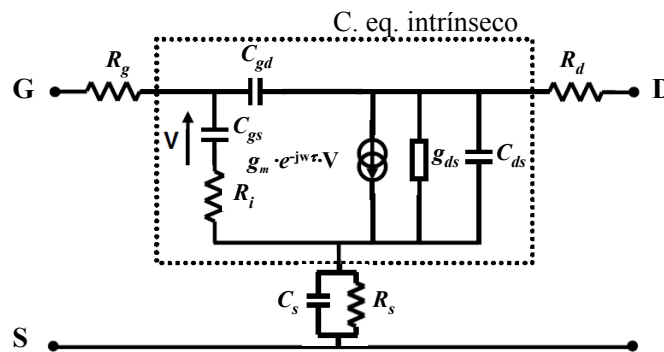 C. eq. intrínseco
R_g
C_gd
R_d
G
D
V
C_gs
g_m ·e^-jwτ·V
g_ds
C_ds
R_i
C_s
R_s
S